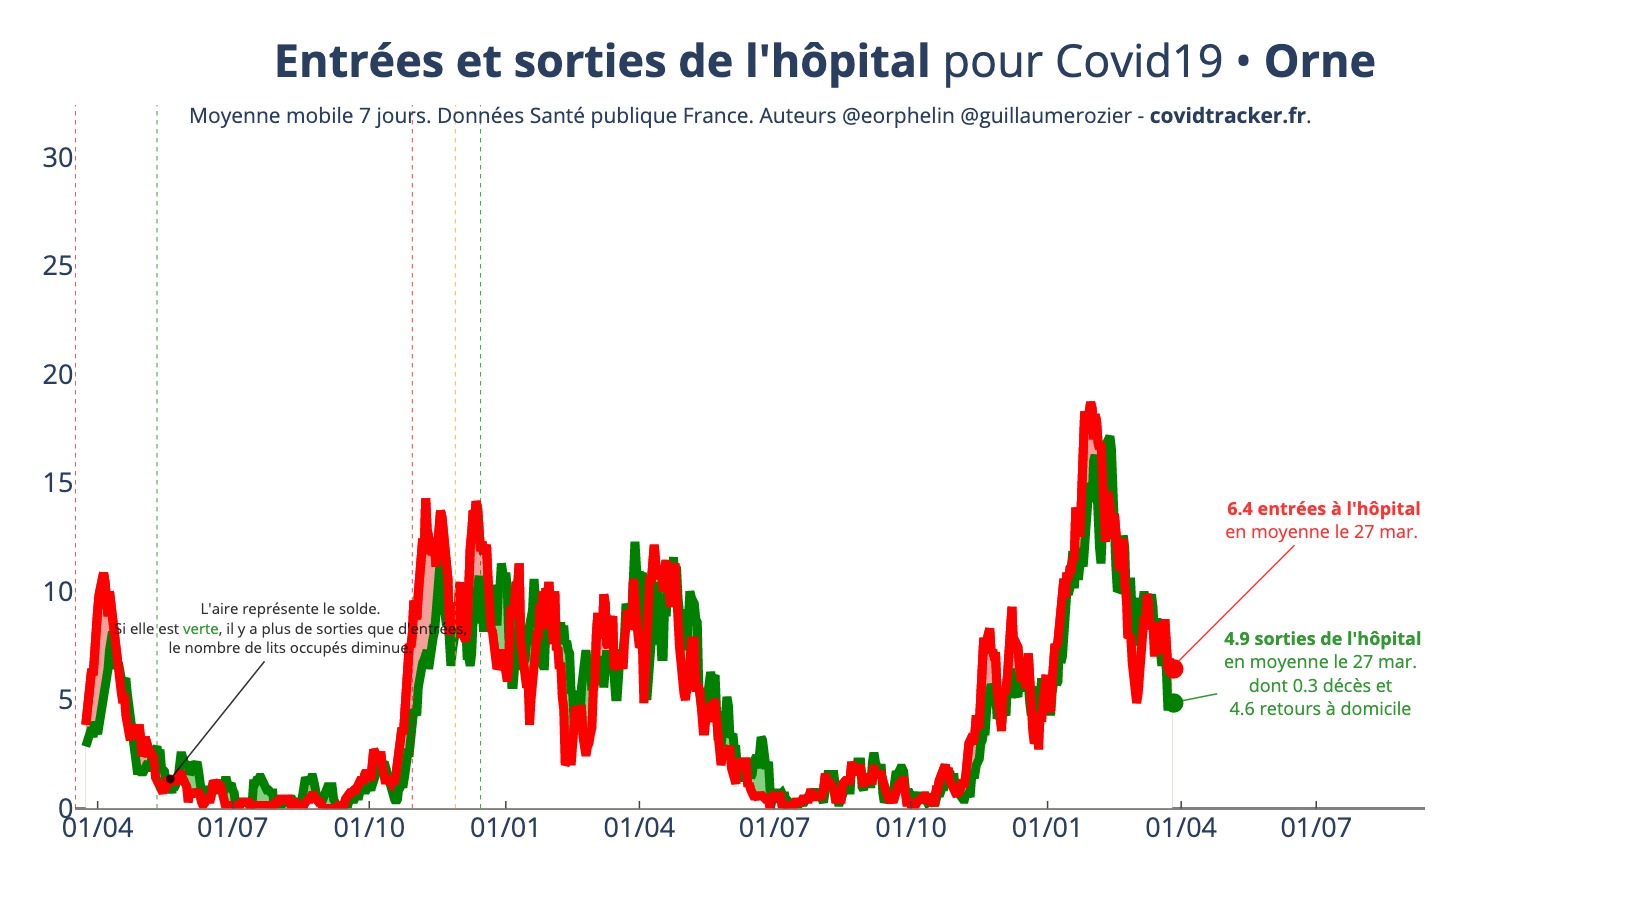 Entrées et sorties de l'hôpital pour Covid19 • Orne
Moyenne mobile 7 jours. Données Santé publique France. Auteurs @eorphelin @guillaumerozier - covidtracker.fr.
30
25
20
15
10
5
0
6.4 entrées à l'hôpital
en moyenne le 27 mar.
L'aire représente le solde.
Si elle est verte, il y a plus de sorties que d'entrées,
le nombre de lits occupés diminue.
4.9 sorties de l'hôpital
en moyenne le 27 mar.
dont 0.3 décès et
4.6 retours à domicile
01/04 01/07 01/10 01/01 01/04 01/07 01/10 01/01 01/04 01/07